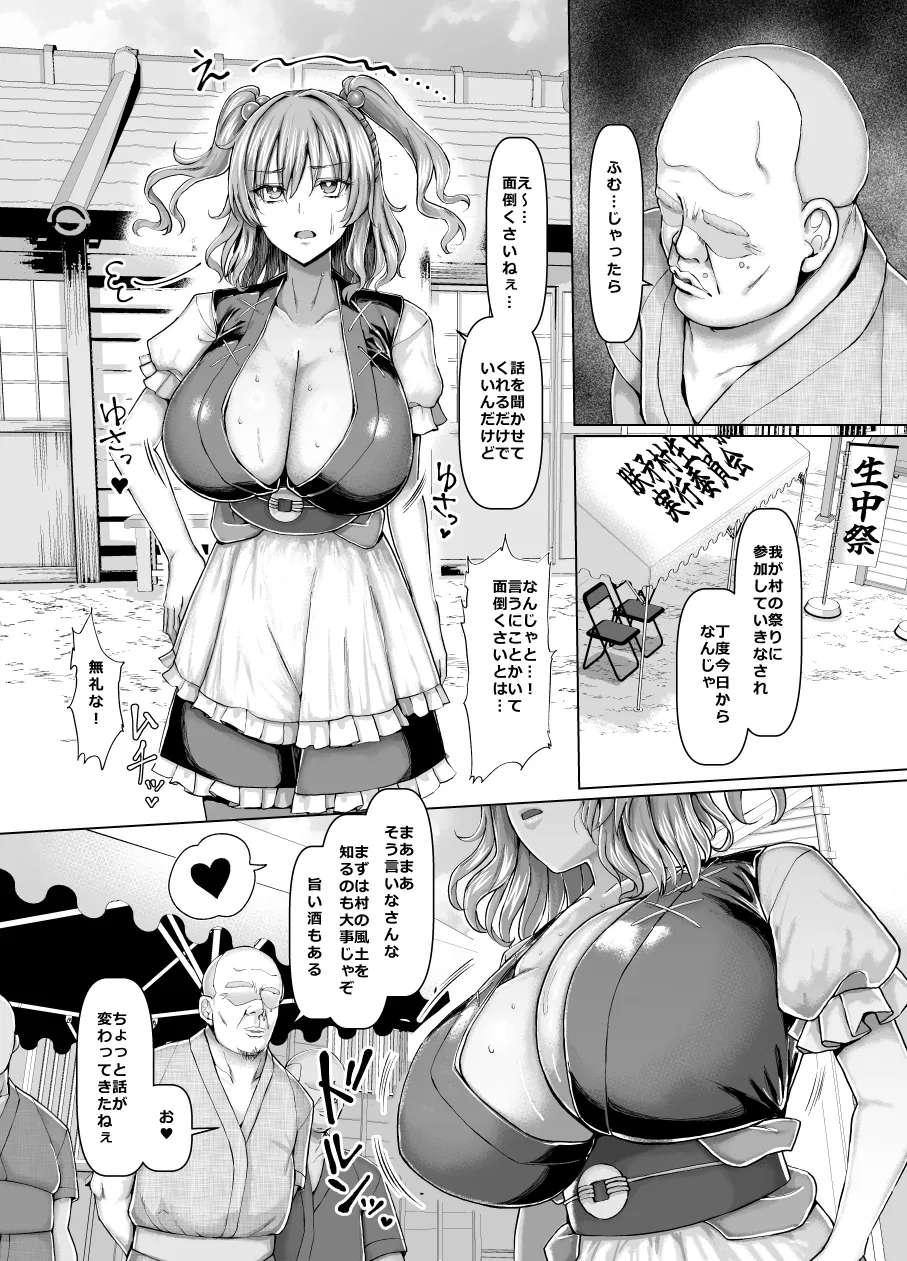 ふむ…じゃったら
我が村の祭りに
参加していきなされ
丁度今日から
なんじゃ
生中祭
実行委員会
え
え〜…
面倒くさいねぇ…
話を聞かせて
くれるだけで
いいんだけど
ゆさっ♥
ゆさっ♥
なんじゃと…!
言うにことかいて
面倒くさいとは…
無礼な!
ムチッ♡
まあまあ
そう言いなさんな
まずは村の風土を
知るのも大事じゃぞ
旨い酒もある
お♥
ちょっと話が
変わってきたねぇ
ドルンッ♥